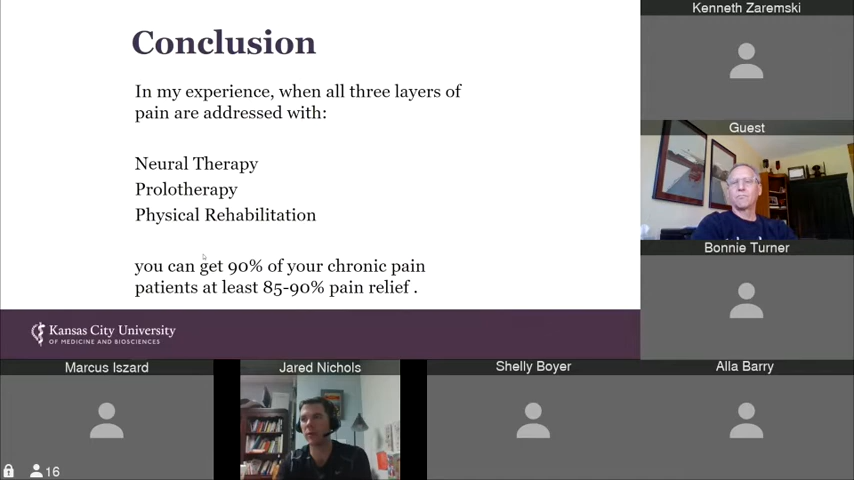 Conclusion
In my experience, when all three layers of
pain are addressed with:
Neural Therapy
Prolotherapy
Physical Rehabilitation
you can get 90% of your chronic pain
patients at least 85-90% pain relief .
Kansas City University
OF MEDICINE AND BIOSCIENCES
Kenneth Zaremski
Guest
Bonnie Turner
Marcus Iszard
Jared Nichols
Shelly Boyer
Alla Barry
16